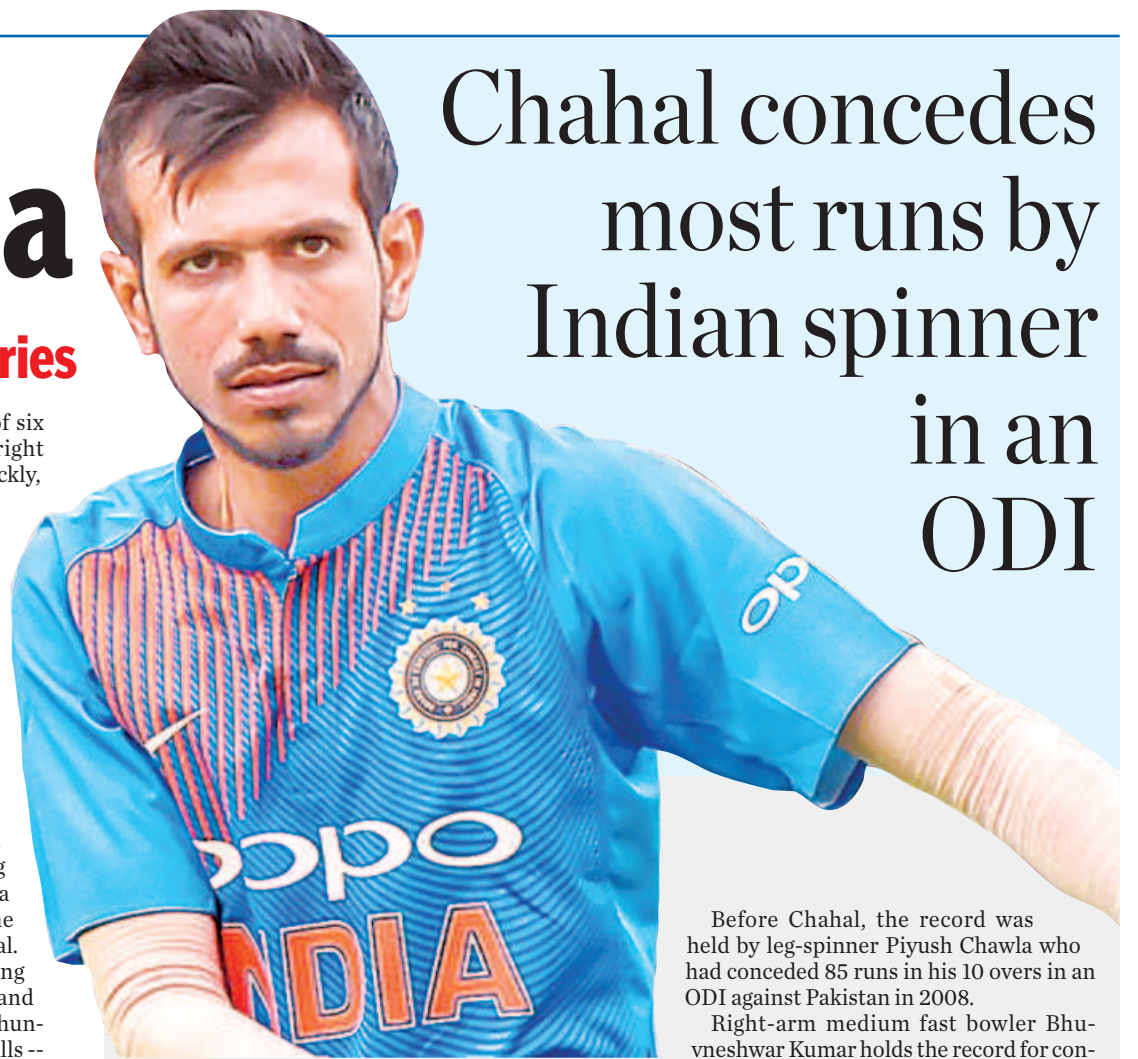 Chahal concedes
most runs by
Indian spinner
in an
ODI
a
ries
of six
right
ckly,
g
a
ne
al.
ng
and
hun-
lls --
op
oppo
INDIA
Before Chahal, the record was
held by leg-spinner Piyush Chawla who
had conceded 85 runs in his 10 overs in an
ODI against Pakistan in 2008.
Right-arm medium fast bowler Bhu-
vneshwar Kumar holds the record for con-